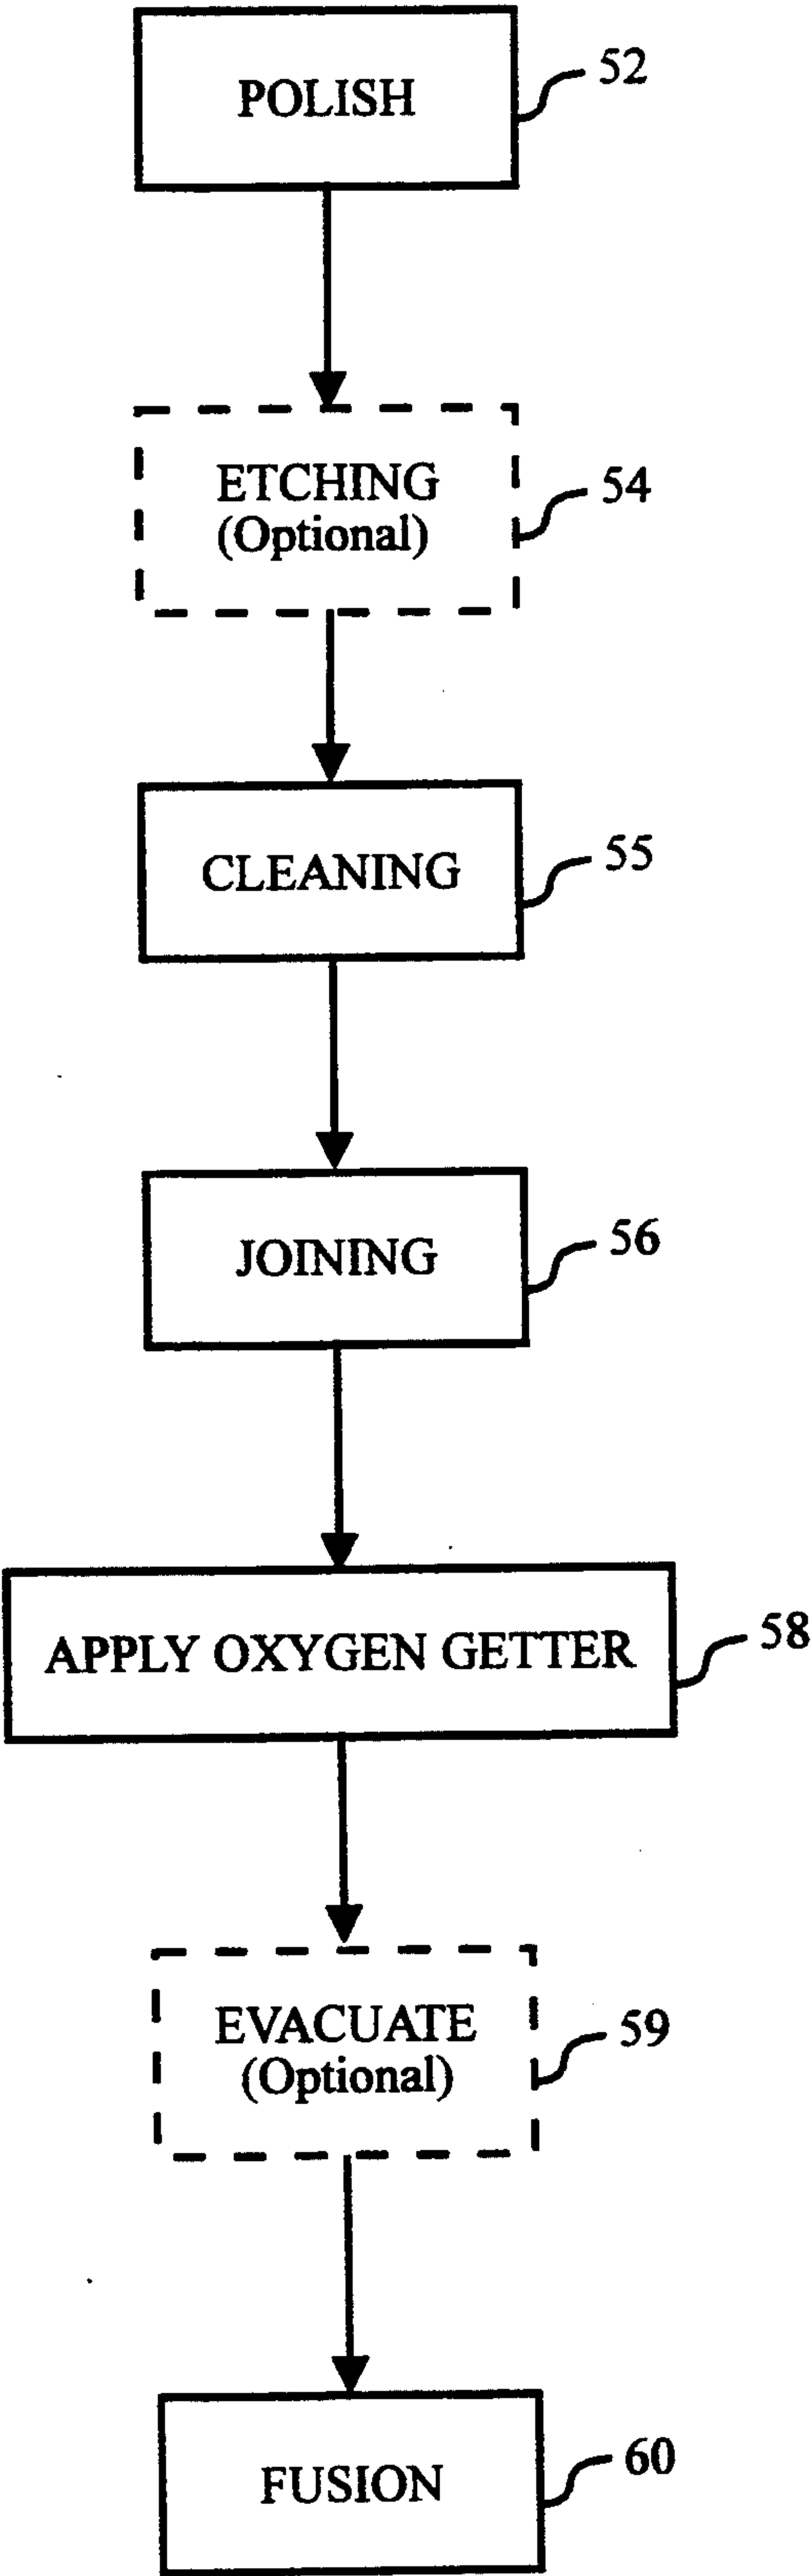 POLISH
52
ETCHING
(Optional)
54
CLEANING
55
JOINING
56
APPLY OXYGEN GETTER
58
EVACUATE
(Optional)
59
FUSION
60